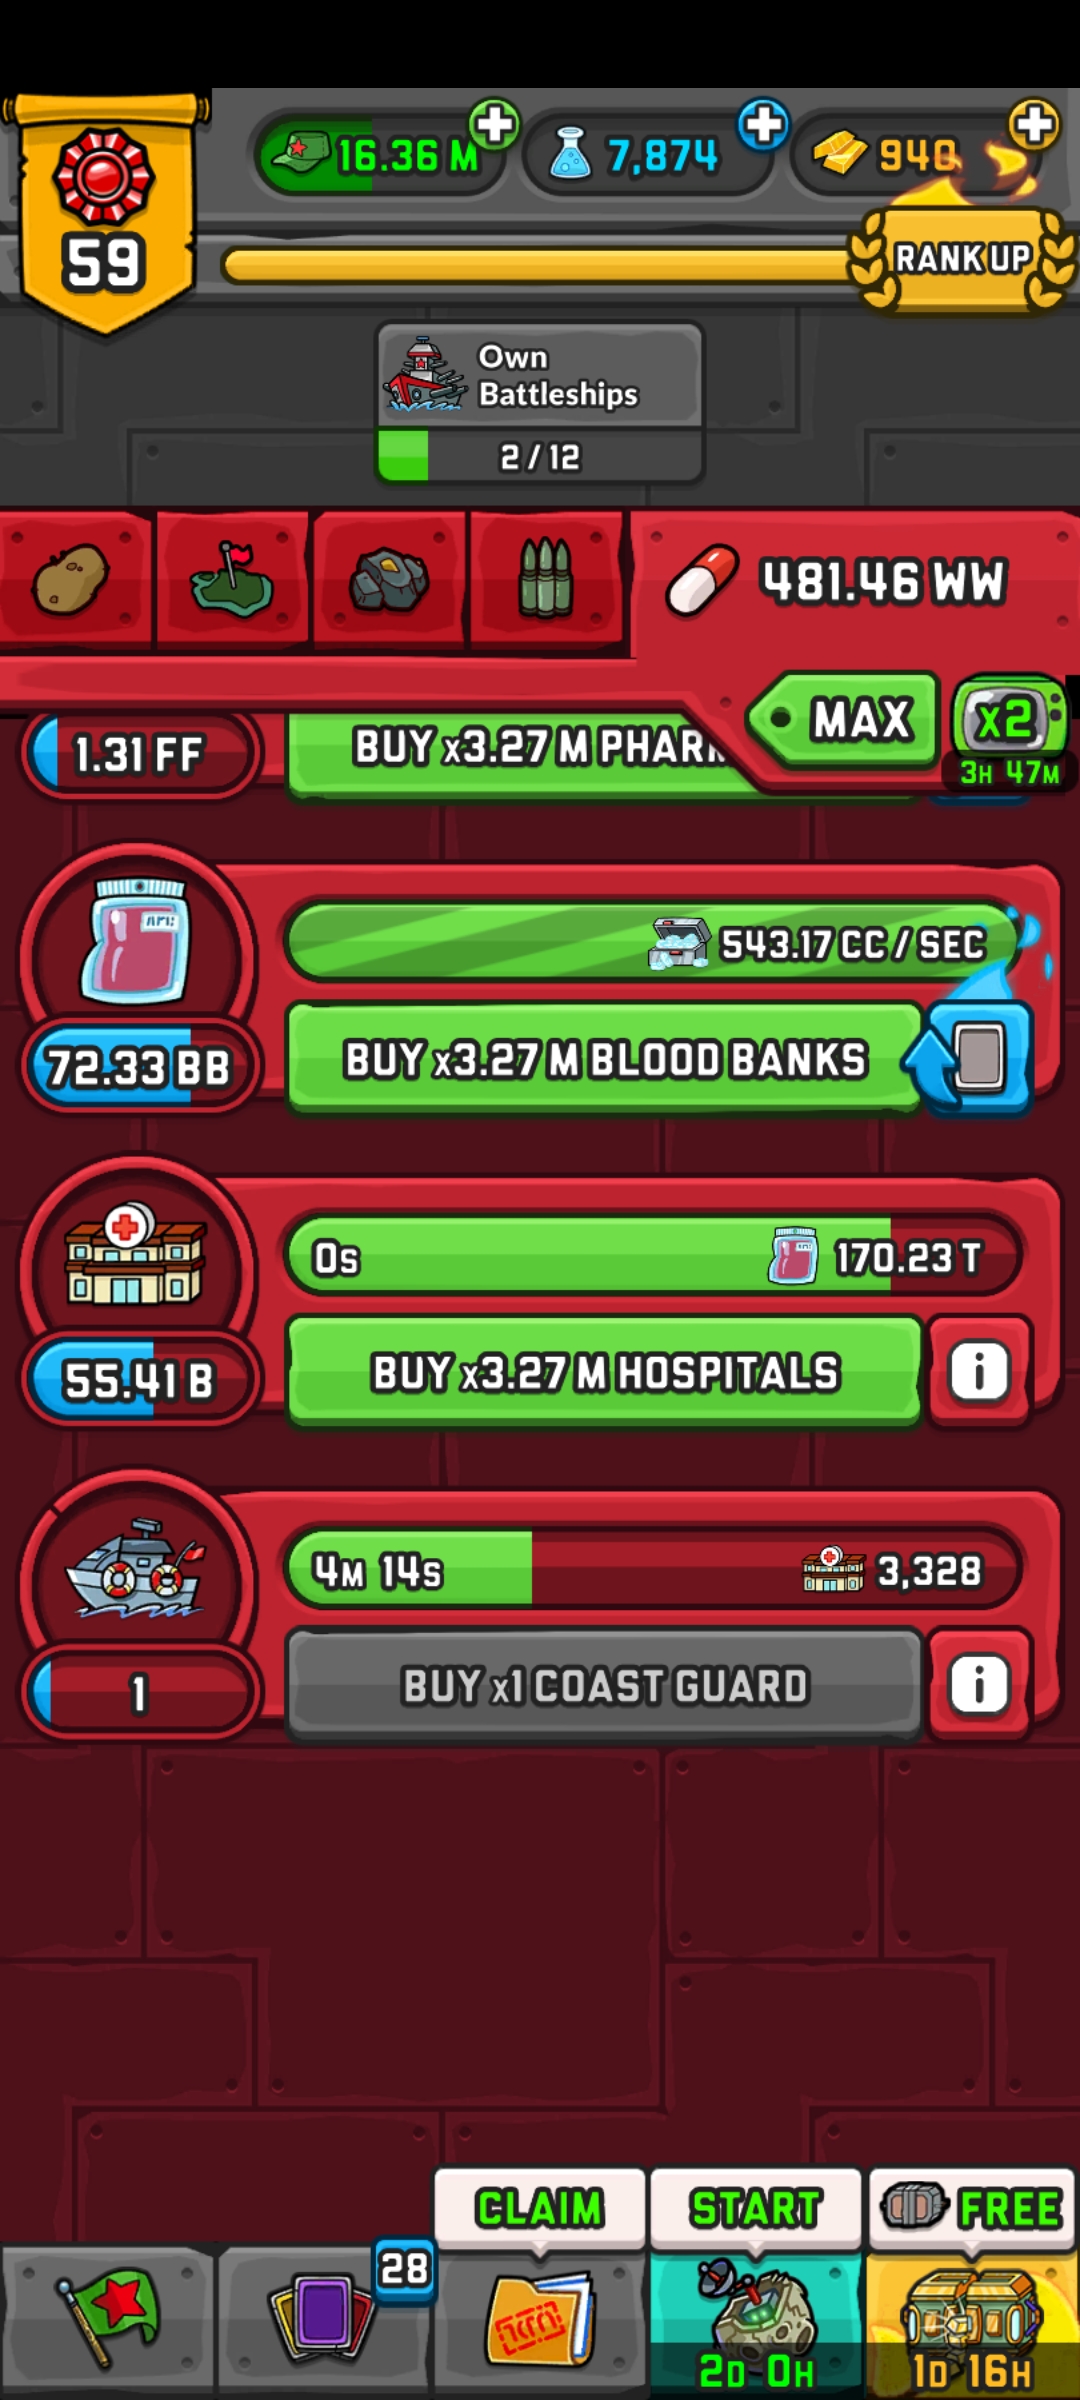 16.36 M
7,874
940
59
RANK UP
Own
Battleships
2 / 12
481.46 WW
MAX
x2
3H 47M
1.31 FF
BUY x3.27 M PHAR
543.17 CC / SEC
72.33 BB
BUY x3.27 M BLOOD BANKS
0s
170.23 T
55.41 B
BUY x3.27 M HOSPITALS
i
4M 14s
3,328
1
BUY x1 COAST GUARD
i
CLAIM
START
FREE
28
2D 0H
1D 16H